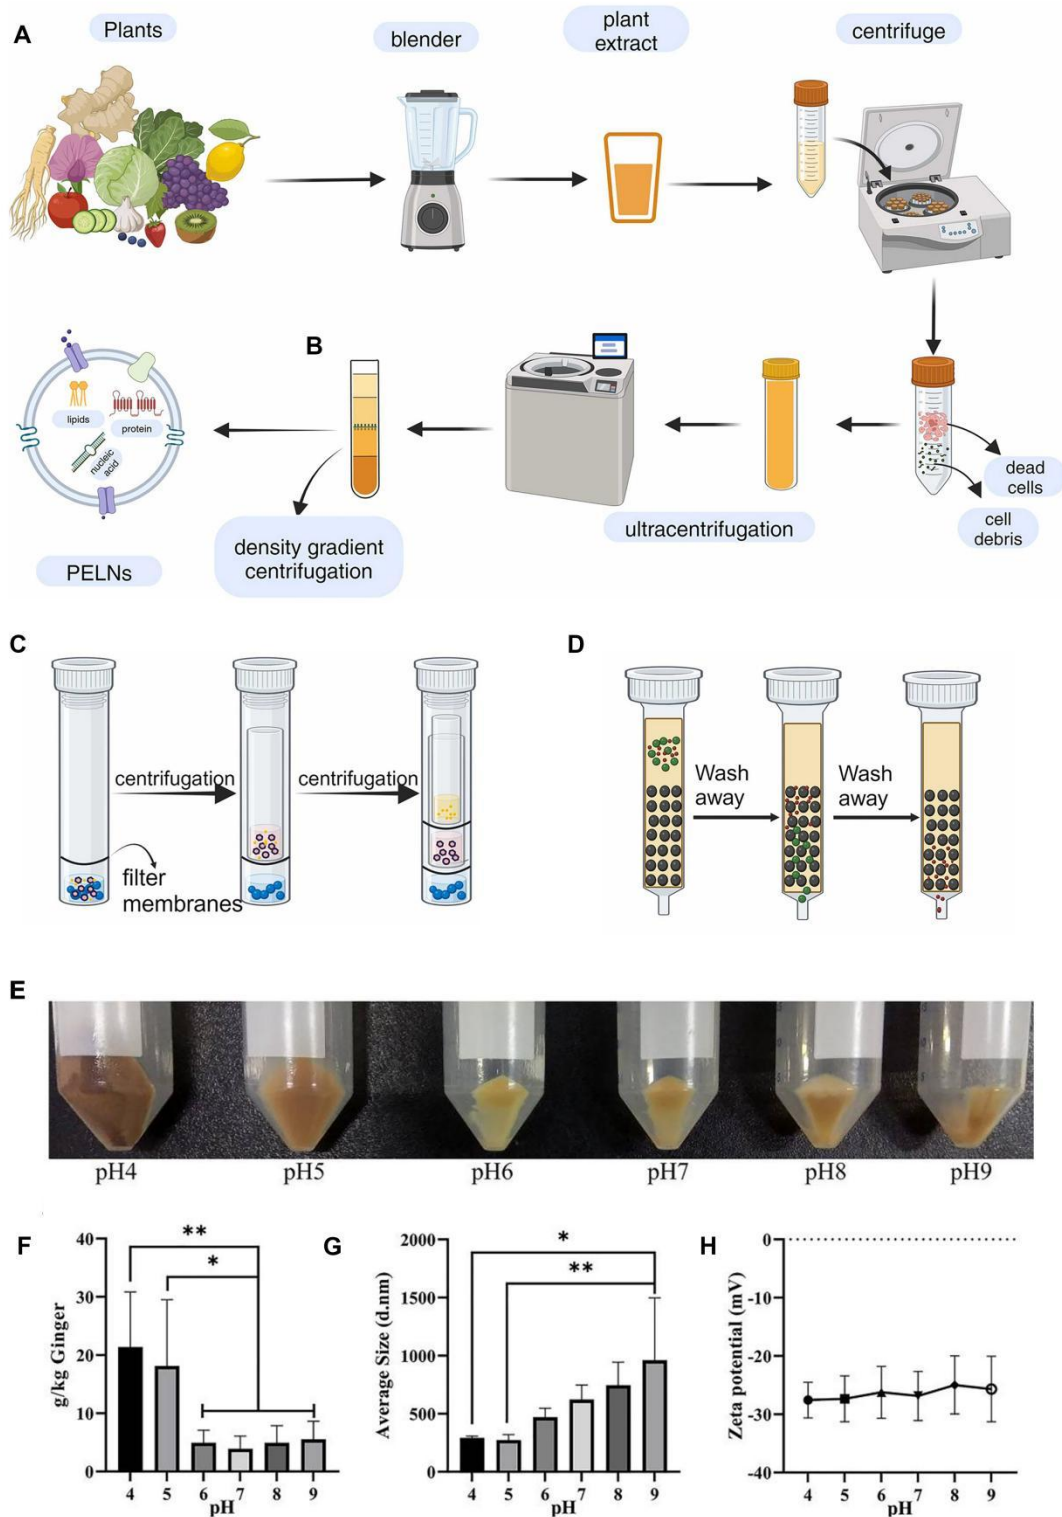 A
Plants
blender
plant
extract
centrifuge
lipids
protein
nucleic
acid
B
dead
cells
cell
debris
ultracentrifugation
density gradient
centrifugation
PELNs
C
centrifugation
centrifugation
filter
membranes
D
Wash
away
Wash
away
E
pH4
pH5
pH6
pH7
pH8
pH9
F
g/kg Ginger
40
30
20
10
0
**
*
4
5
6
7
8
9
pH
G
Average Size (d.nm)
2000
1500
1000
500
0
*
**
4
5
6
7
8
9
pH
H
Zeta potential (mV)
0
-10
-20
-30
-40
4
5
6
7
8
9
pH